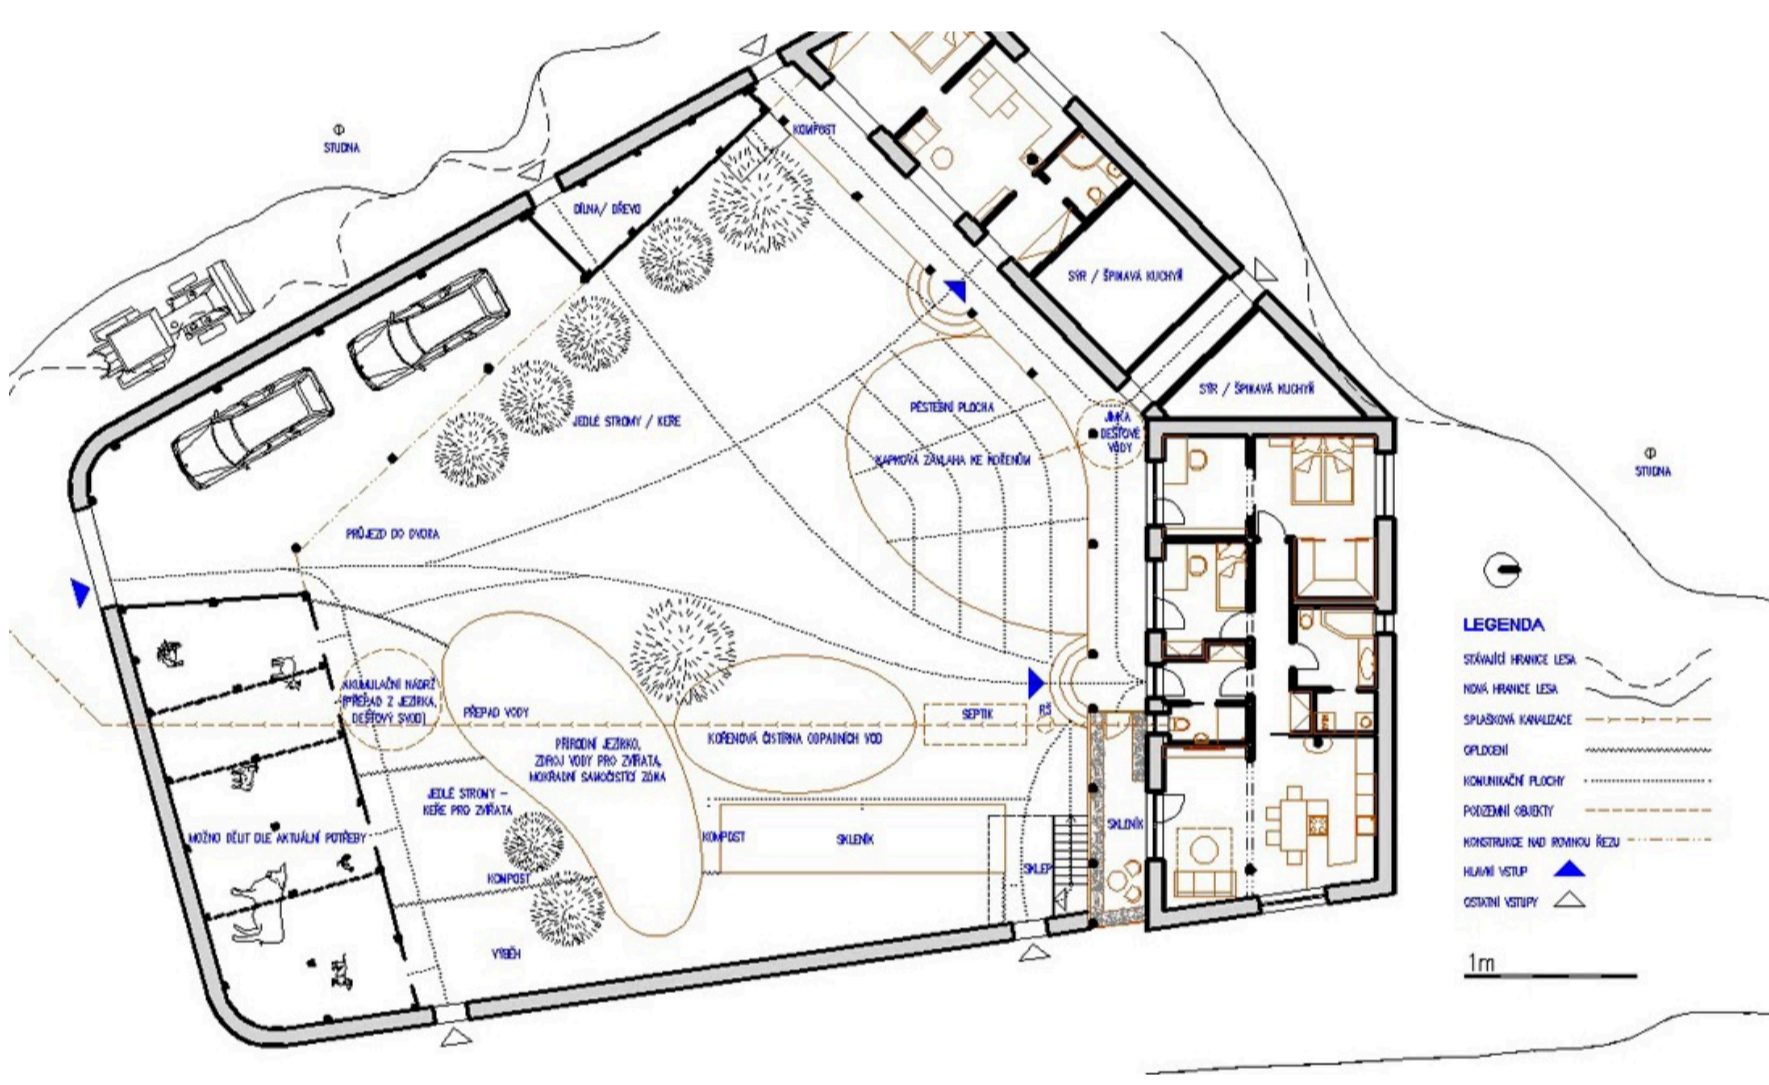 STUDNA
KOMPOST
DÍLNA/ DŘEVO
SÝR / ŠPINAVÁ KUCHYŇ
SÝR / ŠPINAVÁ KUCHYŇ
JEDLÉ STROMY / KEŘE
PĚSTEBNÍ PLOCHA
JÍMKA
DEŠŤOVÉ
VODY
KAPKOVÁ ZÁVLAHA KE KOŘENŮM
STUDNA
PRŮJEZD DO DVORA
AKUMULAČNÍ NÁDRŽ
(PŘEPAD Z JEZÍRKA,
DEŠŤOVÝ SVOD)
PŘEPAD VODY
SEPTIK
RŠ
KOŘENOVÁ ČISTÍRNA ODPADNÍCH VOD
PŘÍRODNÍ JEZÍRKO,
ZDROJ VODY PRO ZVÍŘATA,
MOKŘADNÍ SAMOČISTÍCÍ ZÓNA
JEDLÉ STROMY –
KEŘE PRO ZVÍŘATA
MOŽNO DĚLIT DLE AKTUÁLNÍ POTŘEBY
KOMPOST
SKLENÍK
SKLENÍK
SKLEP
KOMPOST
VÝBĚH
LEGENDA
STÁVAJÍCÍ HRANICE LESA
NOVÁ HRANICE LESA
SPLAŠKOVÁ KANALIZACE
OPLOCENÍ
KOMUNIKAČNÍ PLOCHY
PODZEMNÍ OBJEKTY
KONSTRUKCE NAD ROVINOU ŘEZU
HLAVNÍ VSTUP
OSTATNÍ VSTUPY
1m